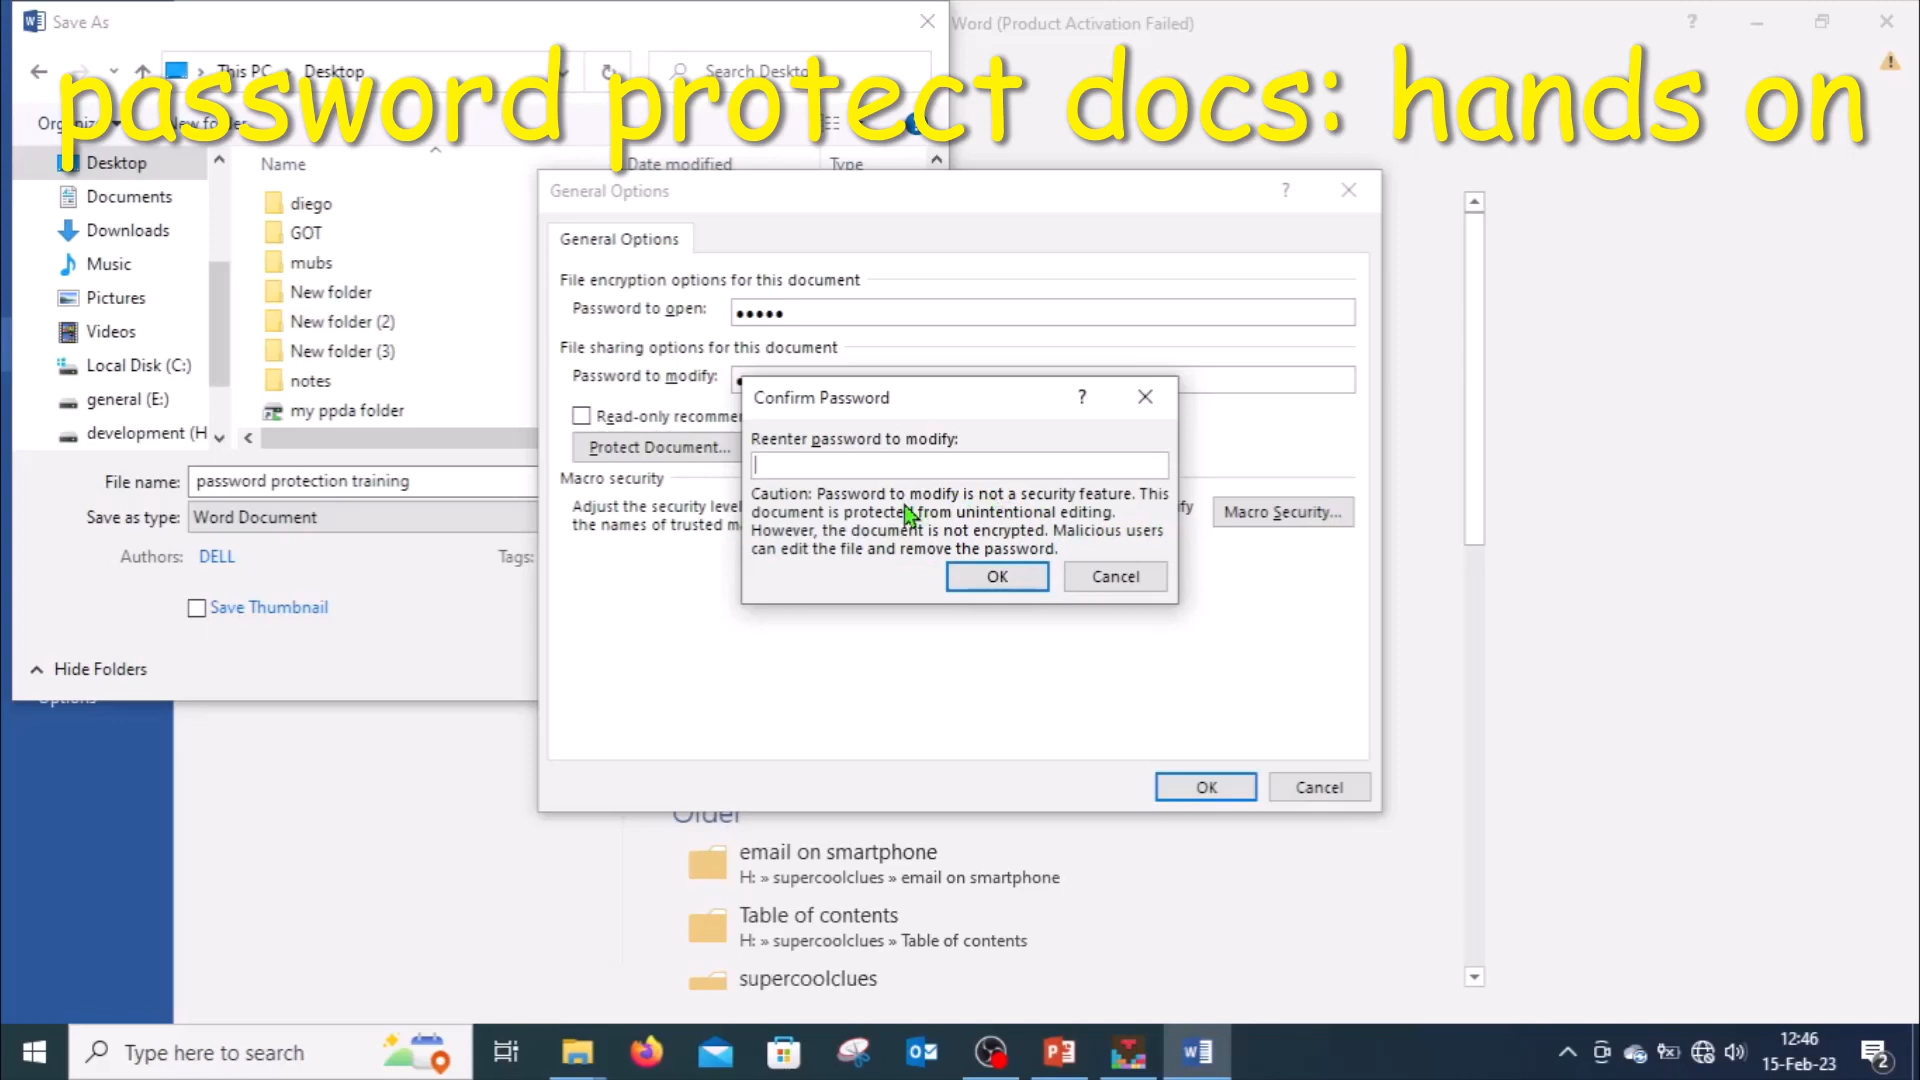 Save As
Word (Product Activation Failed)
This PC
Desktop
Search Desktop
password protect docs: hands on
Organize
New folder
Desktop
Documents
Downloads
Music
Pictures
Videos
Local Disk (C:)
general (E:)
development (H
Name
Date modified
Type
diego
GOT
mubs
New folder
New folder (2)
New folder (3)
notes
my ppda folder
File name:
password protection training
Save as type:
Word Document
Authors:
DELL
Tags:
Save Thumbnail
Hide Folders
Options
General Options
?
General Options
File encryption options for this document
Password to open:
●●●●●
File sharing options for this document
Password to modify:
Read-only recomme
Protect Document...
Macro security
Adjust the security level
the names of trusted m
fy
Macro Security...
OK
Cancel
Confirm Password
?
Reenter password to modify:
Caution: Password to modify is not a security feature. This
document is protected from unintentional editing.
However, the document is not encrypted. Malicious users
can edit the file and remove the password.
OK
Cancel
Older
email on smartphone
H: » supercoolclues » email on smartphone
Table of contents
H: » supercoolclues » Table of contents
supercoolclues
Type here to search
12:46
15-Feb-23
2